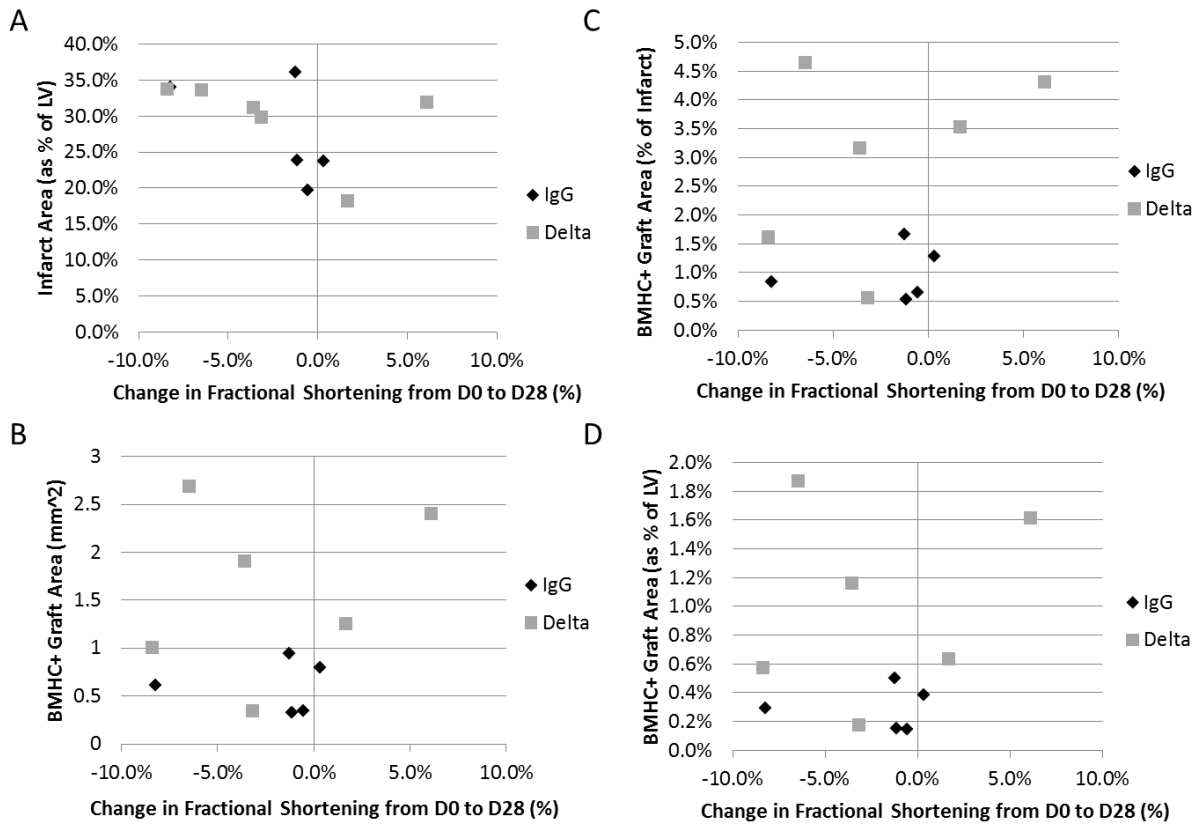 A
40.0%
35.0%
30.0%
25.0%
20.0%
15.0%
10.0%
5.0%
0.0%
-10.0% -5.0% 0.0% 5.0% 10.0%
Infarct Area (as % of LV)
Change in Fractional Shortening from D0 to D28 (%)
IgG
Delta
B
3
2.5
2
1.5
1
0.5
0
-10.0% -5.0% 0.0% 5.0% 10.0%
BMHC+ Graft Area (mm^2)
Change in Fractional Shortening from D0 to D28 (%)
IgG
Delta
C
5.0%
4.5%
4.0%
3.5%
3.0%
2.5%
2.0%
1.5%
1.0%
0.5%
0.0%
-10.0% -5.0% 0.0% 5.0% 10.0%
BMHC+ Graft Area (% of Infarct)
Change in Fractional Shortening from D0 to D28 (%)
IgG
Delta
D
2.0%
1.8%
1.6%
1.4%
1.2%
1.0%
0.8%
0.6%
0.4%
0.2%
0.0%
-10.0% -5.0% 0.0% 5.0% 10.0%
BMHC+ Graft Area (as % of LV)
Change in Fractional Shortening from D0 to D28 (%)
IgG
Delta